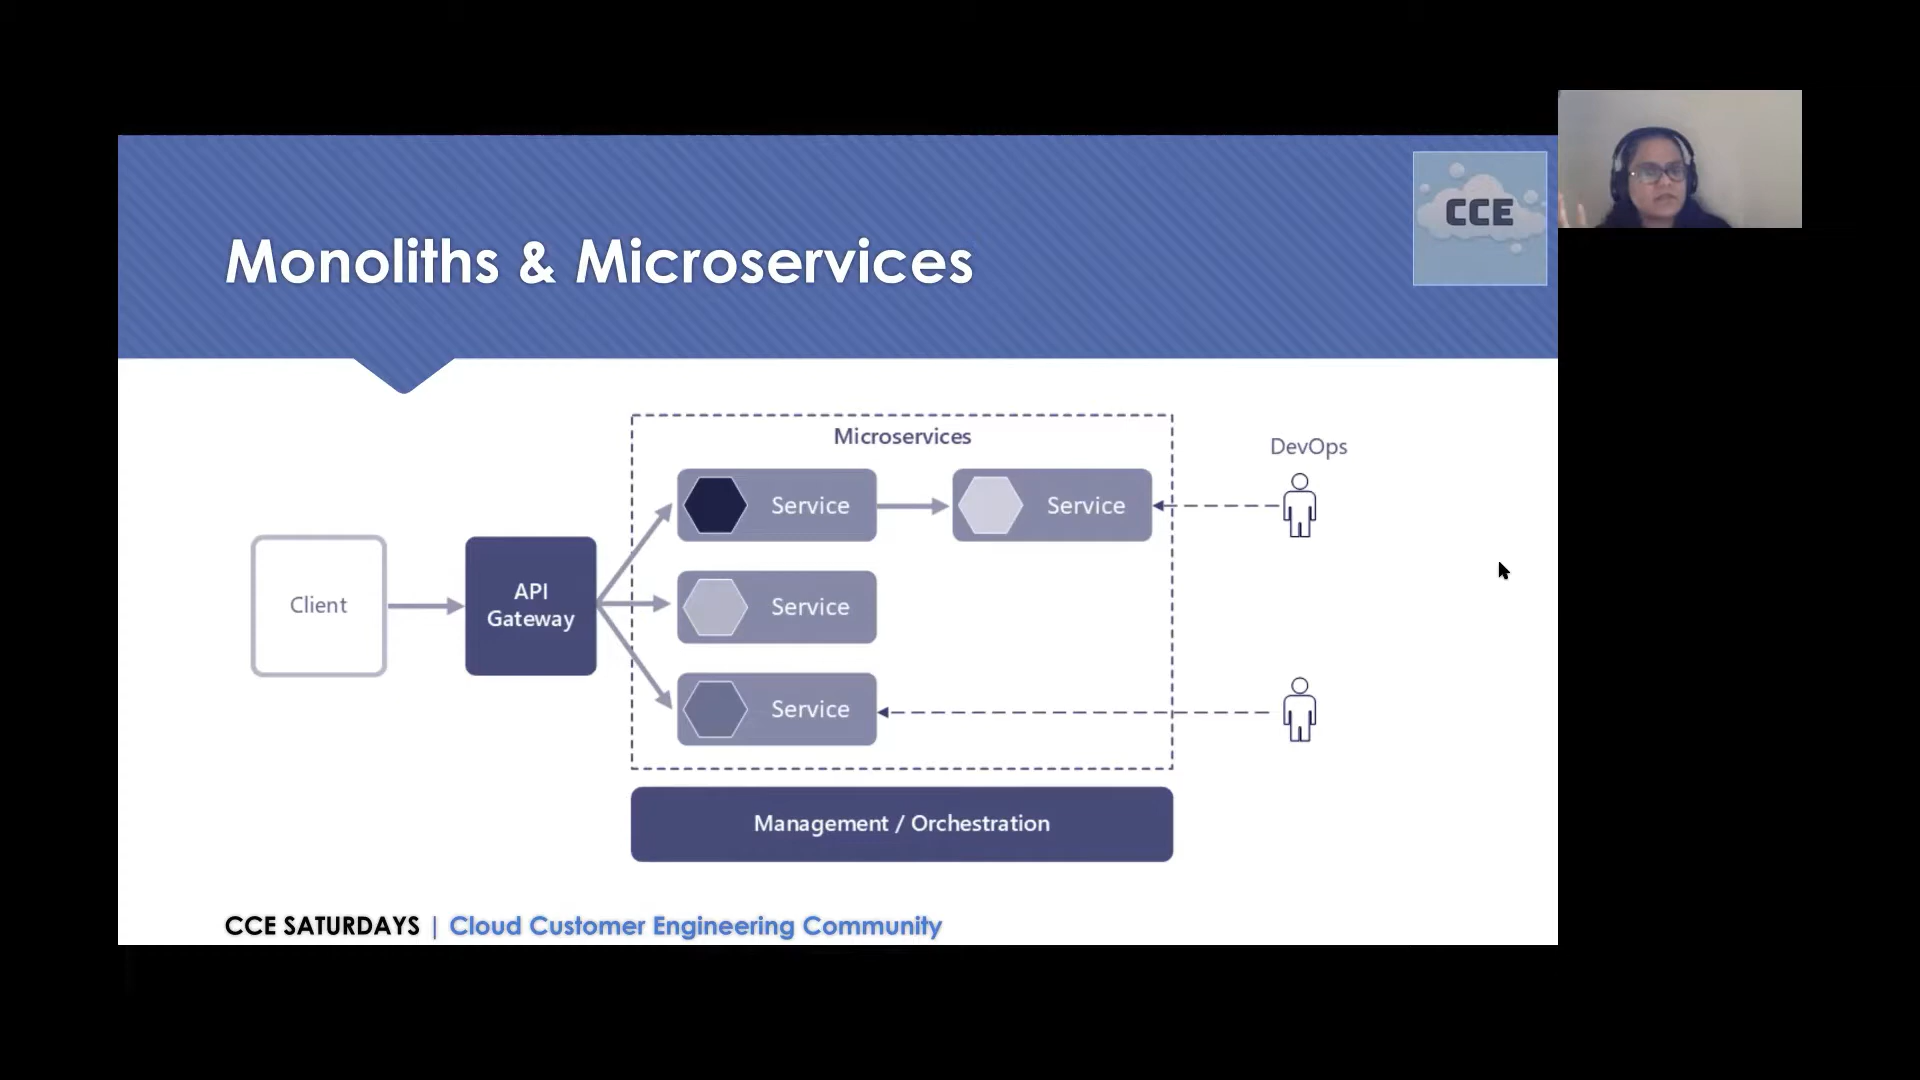 CCE
Monoliths & Microservices
Microservices
DevOps
Service
Service
Client
API
Gateway
Service
Service
Management / Orchestration
CCE SATURDAYS | Cloud Customer Engineering Community